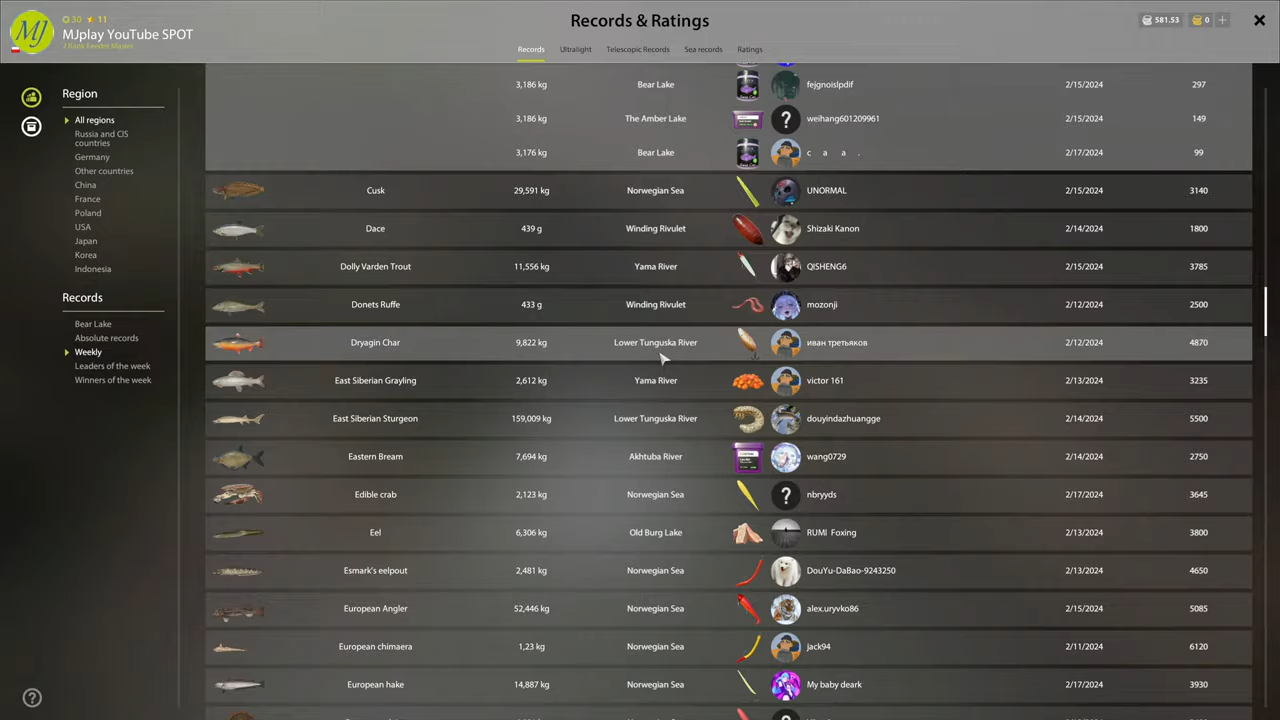 30 11
MJplay YouTube SPOT
Records & Ratings
581.53 0
Records Ultralight Telescopic Records Sea records Ratings
Region
All regions
Russia and CIS
countries
Germany
Other countries
China
France
Poland
USA
Japan
Korea
Indonesia
Records
Bear Lake
Absolute records
Weekly
Leaders of the week
Winners of the week
3,186 kg Bear Lake fejgnoislpdif 2/15/2024 297
3,186 kg The Amber Lake ? weihang601209961 2/15/2024 149
3,176 kg Bear Lake c a a . 2/17/2024 99
Cusk 29,591 kg Norwegian Sea UNORMAL 2/15/2024 3140
Dace 439 g Winding Rivulet Shizaki Kanon 2/14/2024 1800
Dolly Varden Trout 11,556 kg Yama River QISHENG6 2/15/2024 3785
Donets Ruffe 433 g Winding Rivulet mozonji 2/12/2024 2500
Dryagin Char 9,822 kg Lower Tunguska River иван третьяков 2/12/2024 4870
East Siberian Grayling 2,612 kg Yama River victor 161 2/13/2024 3235
East Siberian Sturgeon 159,009 kg Lower Tunguska River douyindazhuangge 2/14/2024 5500
Eastern Bream 7,694 kg Akhtuba River wang0729 2/14/2024 2750
Edible crab 2,123 kg Norwegian Sea ? nbryyds 2/17/2024 3645
Eel 6,306 kg Old Burg Lake RUMI Foxing 2/13/2024 3800
Esmark's eelpout 2,481 kg Norwegian Sea DouYu-DaBao-9243250 2/13/2024 4650
European Angler 52,446 kg Norwegian Sea alex.uryvko86 2/15/2024 5085
European chimaera 1,23 kg Norwegian Sea jack94 2/11/2024 6120
European hake 14,887 kg Norwegian Sea My baby deark 2/17/2024 3930
?